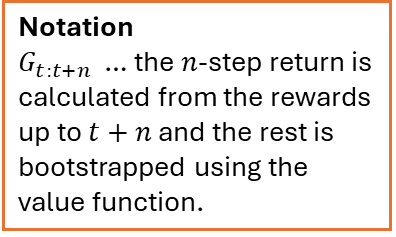 Notation
𝐺ₜ:ₜ₊ₙ … the 𝑛-step return is
calculated from the rewards
up to 𝑡 + 𝑛 and the rest is
bootstrapped using the
value function.